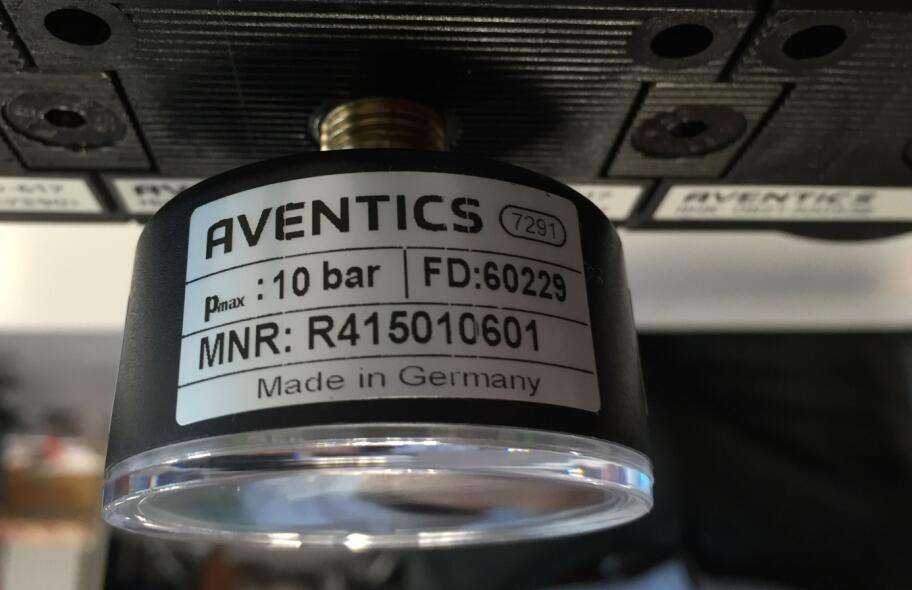 AVENTICS 7291
pmax : 10 bar FD:60229
MNR: R415010601
Made in Germany
AVENTICS